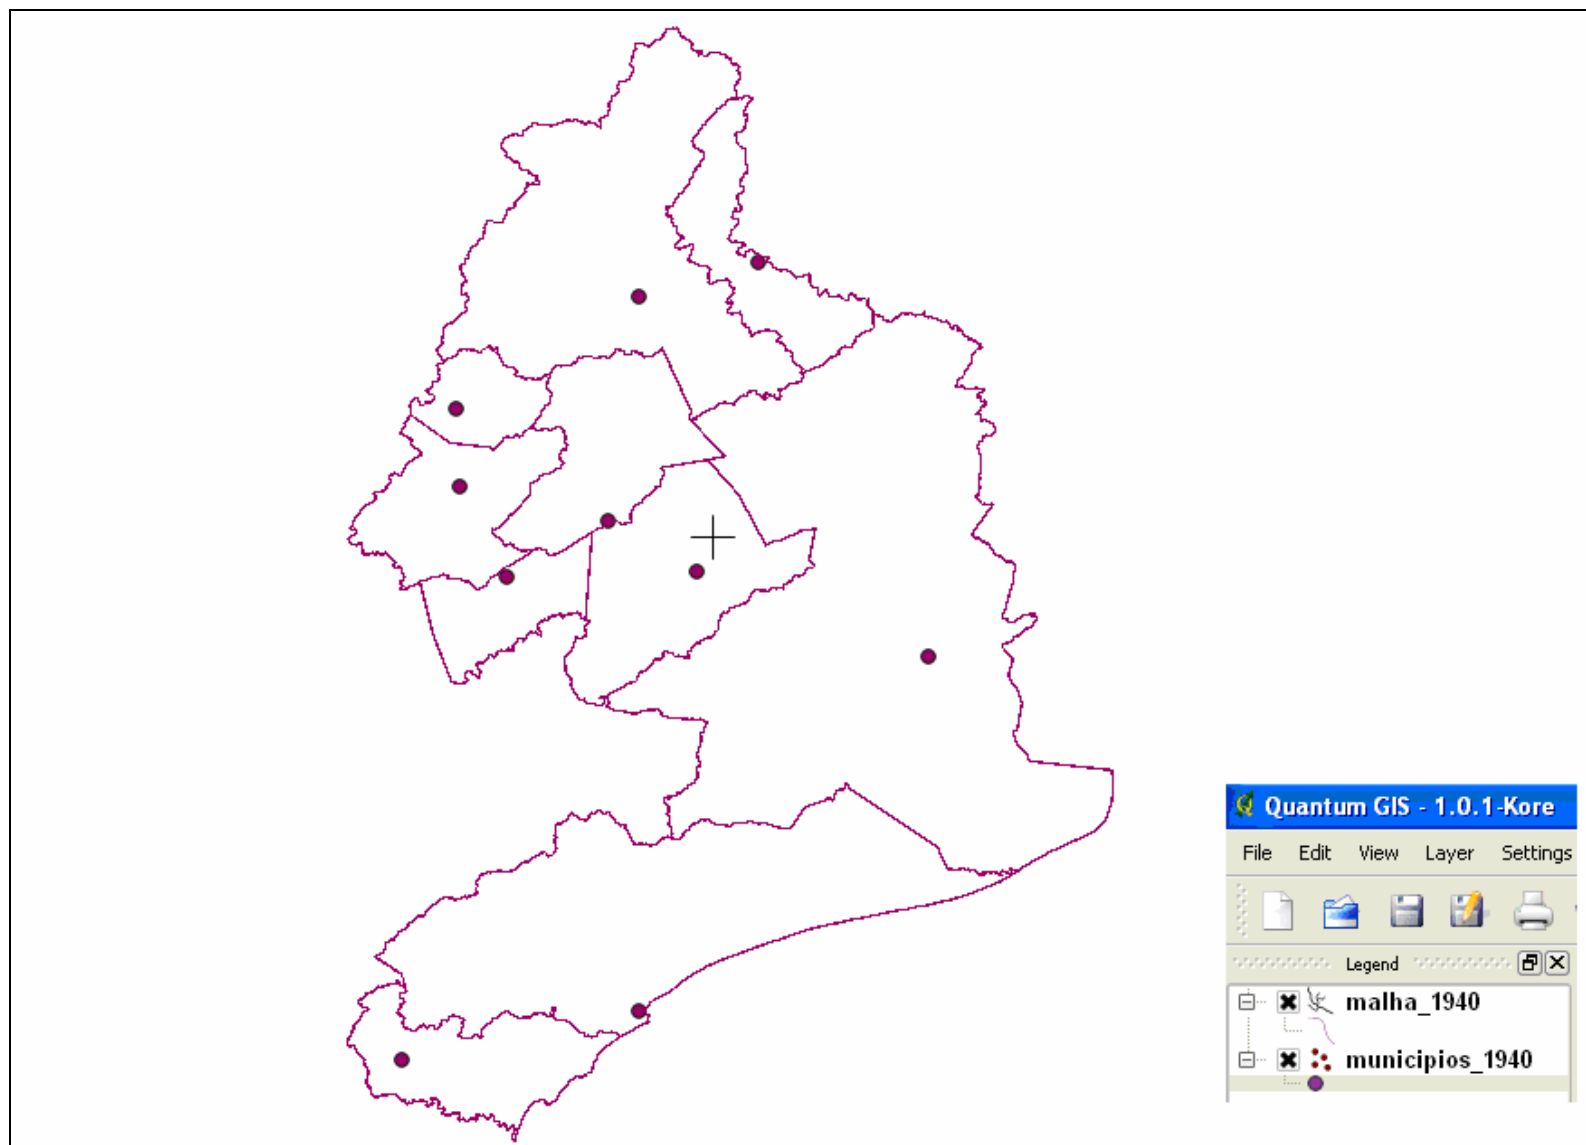 Quantum GIS - 1.0.1-Kore
File Edit View Layer Settings
Legend
malha_1940
municipios_1940